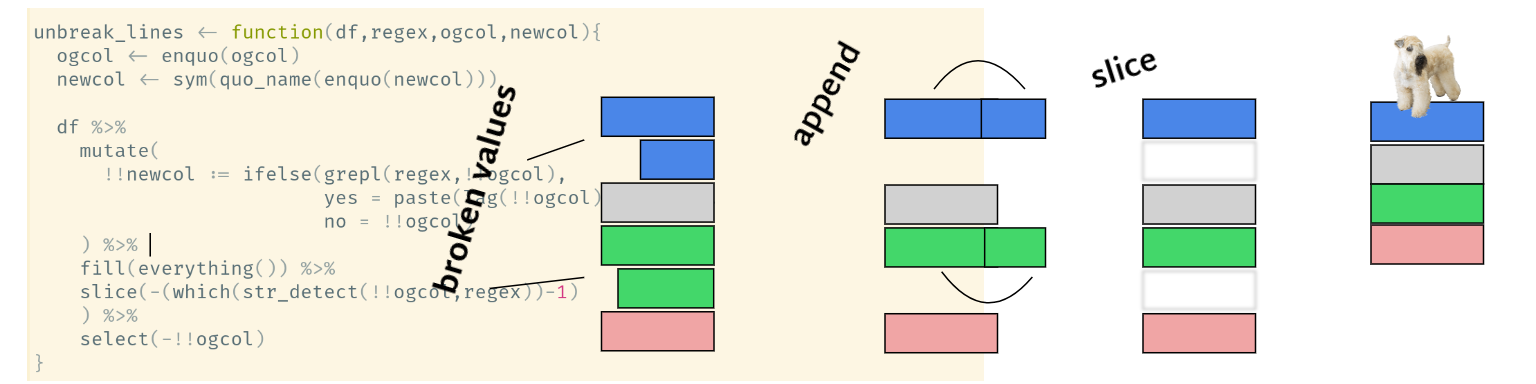 unbreak_lines ← function(df,regex,ogcol,newcol){
ogcol ← enquo(ogcol)
newcol ← sym(quo_name(enquo(newcol)))
df %>%
mutate(
!!newcol := ifelse(grepl(regex,!!ogcol),
yes = paste(lag(!!ogcol)
no = !!ogcol
) %>%
fill(everything()) %>%
slice(-(which(str_detect(!!ogcol,regex))-1)
) %>%
select(-!!ogcol)
}
broken values
append
slice